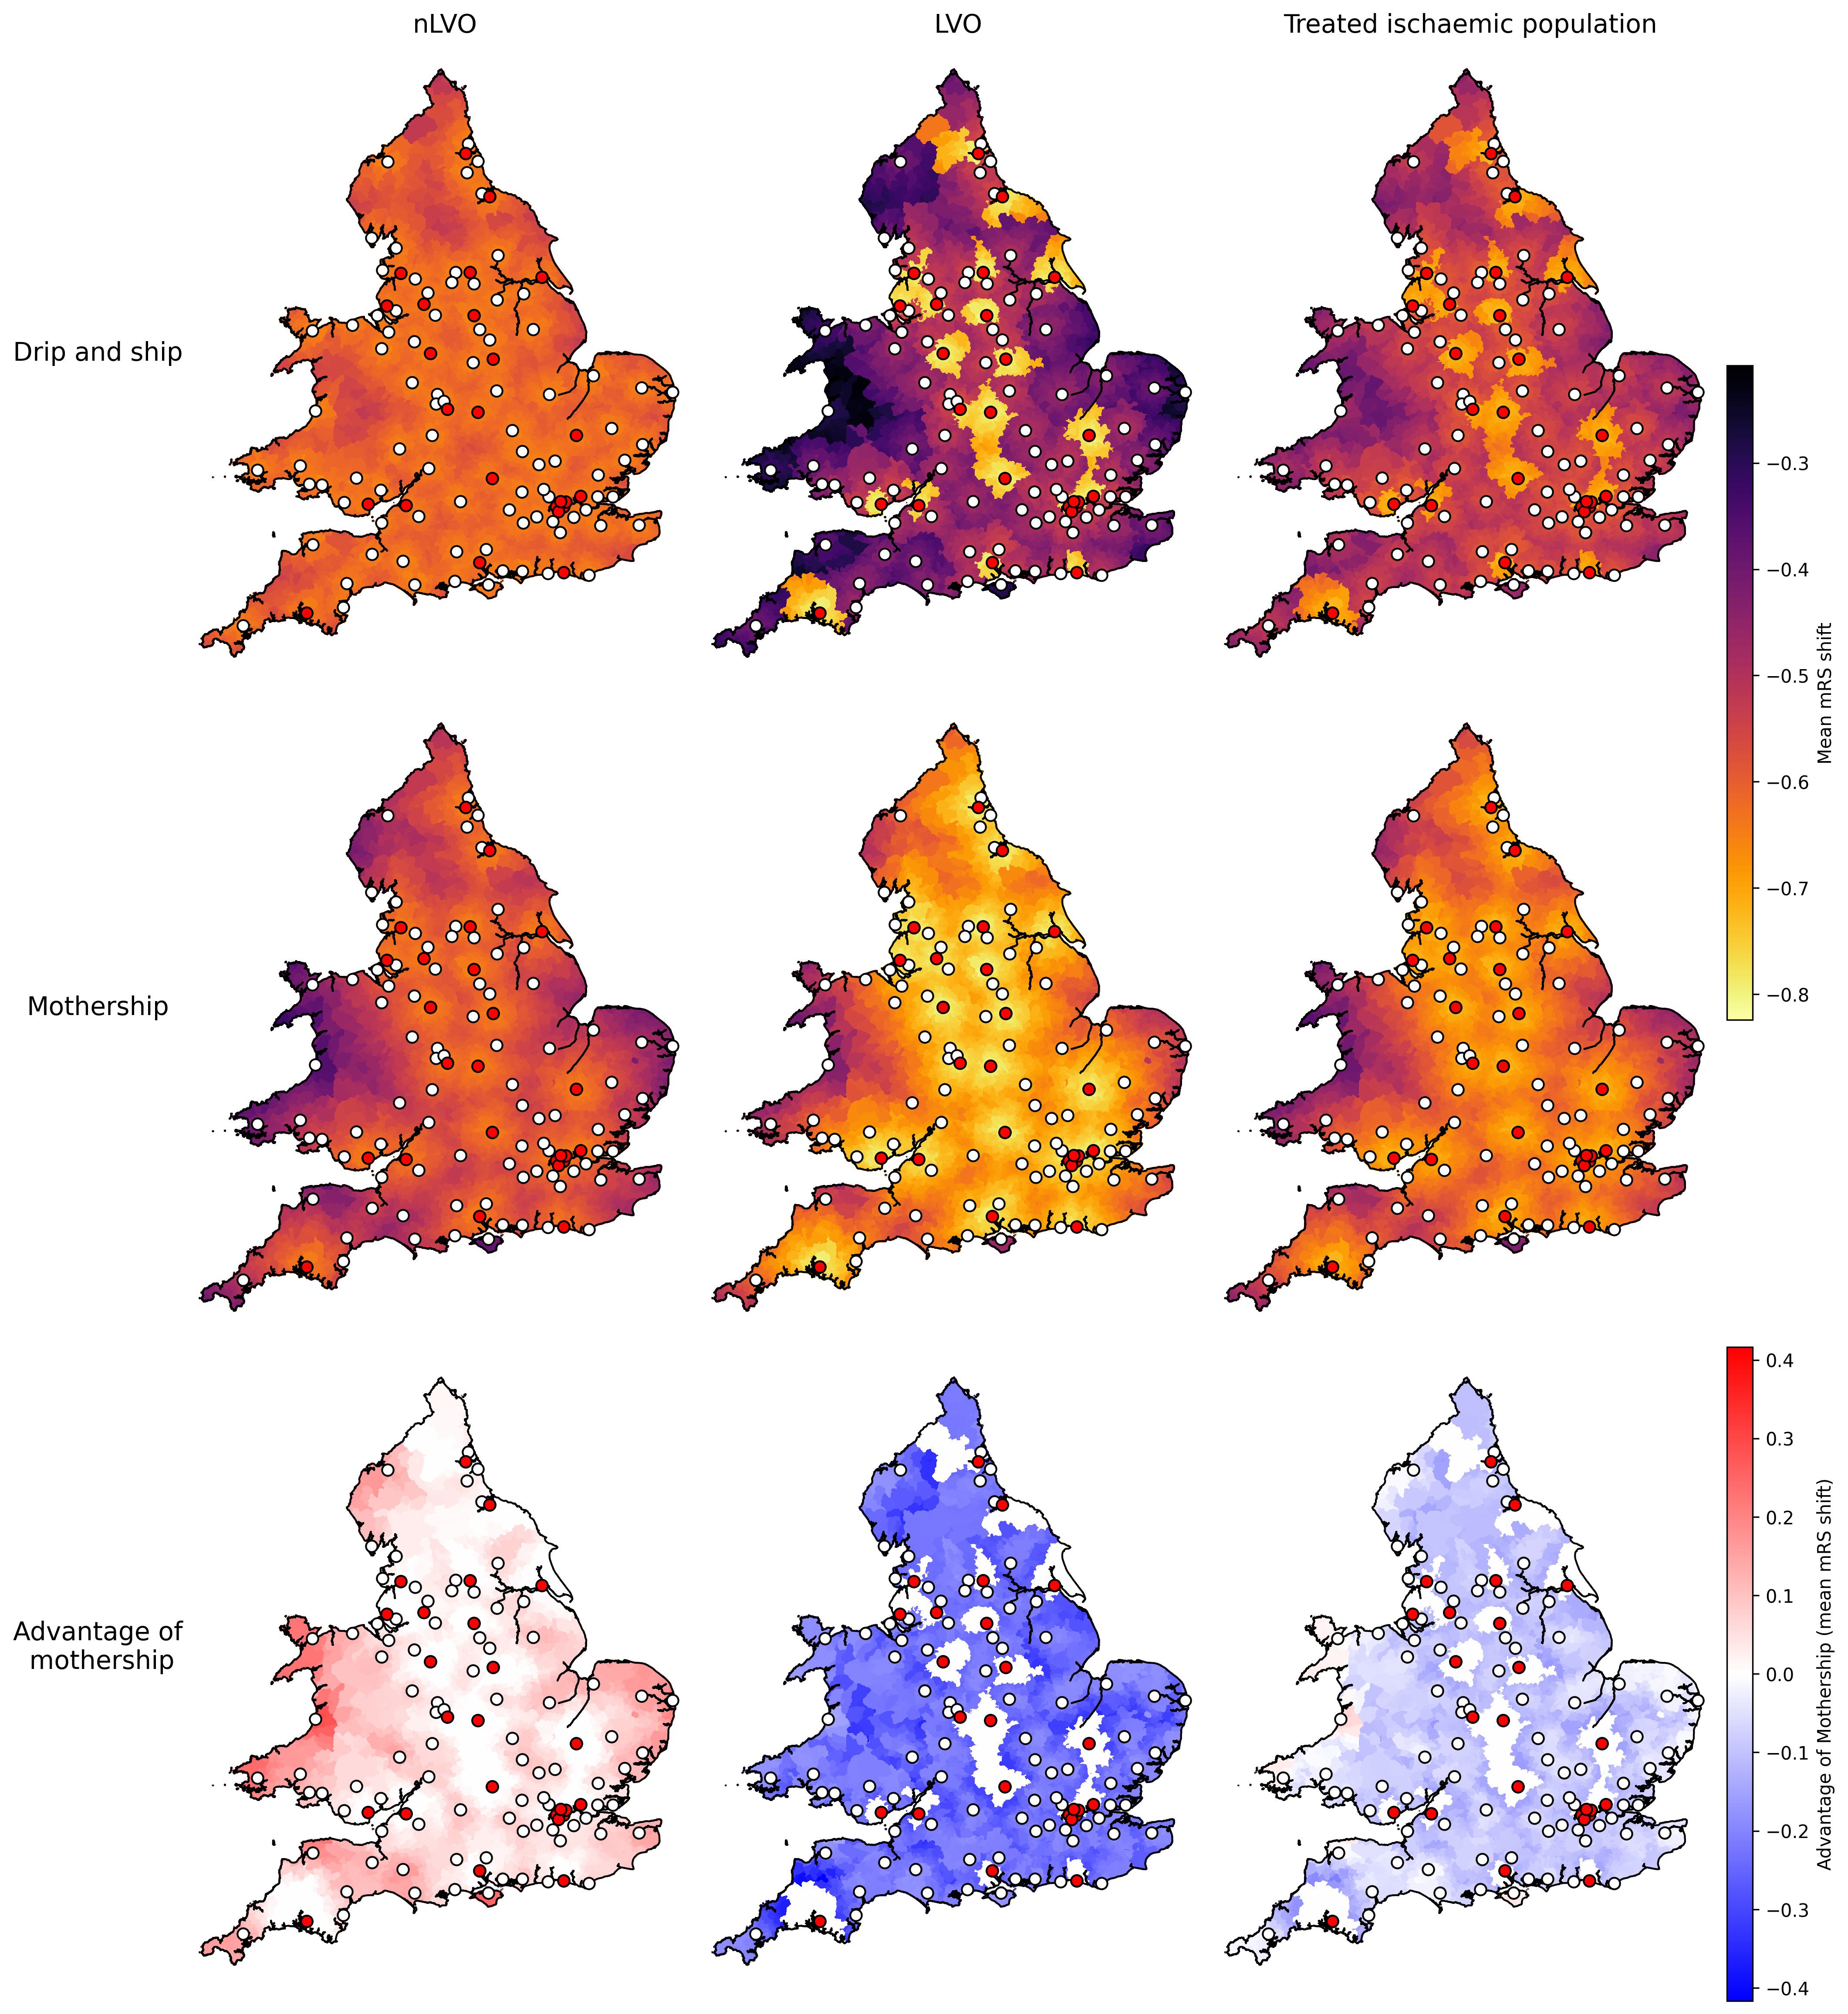 nLVO
LVO
Treated ischaemic population
Drip and ship
Mothership
Advantage of
mothership
−0.3
−0.4
−0.5
−0.6
−0.7
−0.8
Mean mRS shift
0.4
0.3
0.2
0.1
0.0
−0.1
−0.2
−0.3
−0.4
Advantage of Mothership (mean mRS shift)